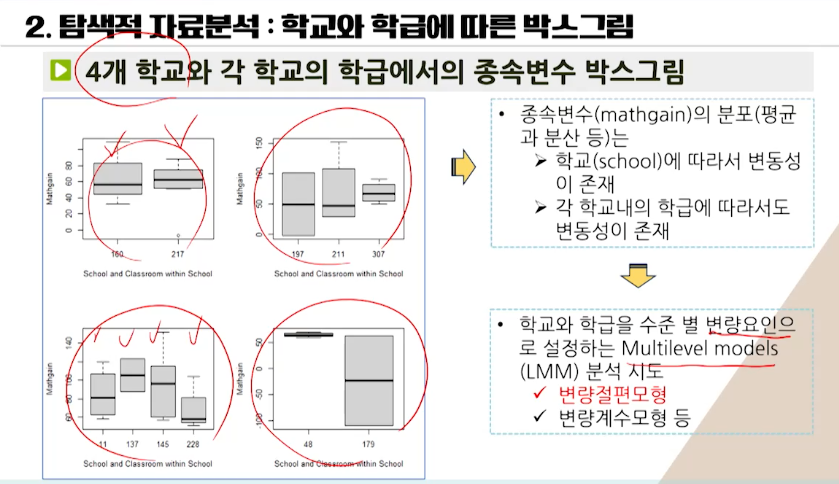 2. 탐색적 자료분석 : 학교와 학급에 따른 박스그림
4개 학교와 각 학교의 학급에서의 종속변수 박스그림
Mathgain
0 20 40 60 80
160 217
School and Classroom within School
Mathgain
0 50 100 150
197 211 307
School and Classroom within School
Mathgain
60 80 100 140
11 137 145 228
School and Classroom within School
Mathgain
-100 -50 0 50
48 179
School and Classroom within School
• 종속변수(mathgain)의 분포(평균
과 분산 등)는
➢ 학교(school)에 따라서 변동성
이 존재
➢ 각 학교내의 학급에 따라서도
변동성이 존재
• 학교와 학급을 수준 별 변량요인으
로 설정하는 Multilevel models
(LMM) 분석 시도
✓ 변량절편모형
✓ 변량계수모형 등